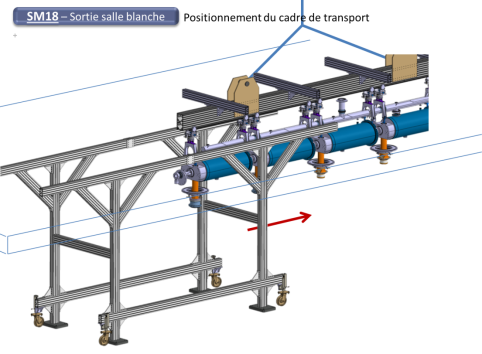 SM18 – Sortie salle blanche
Positionnement du cadre de transport